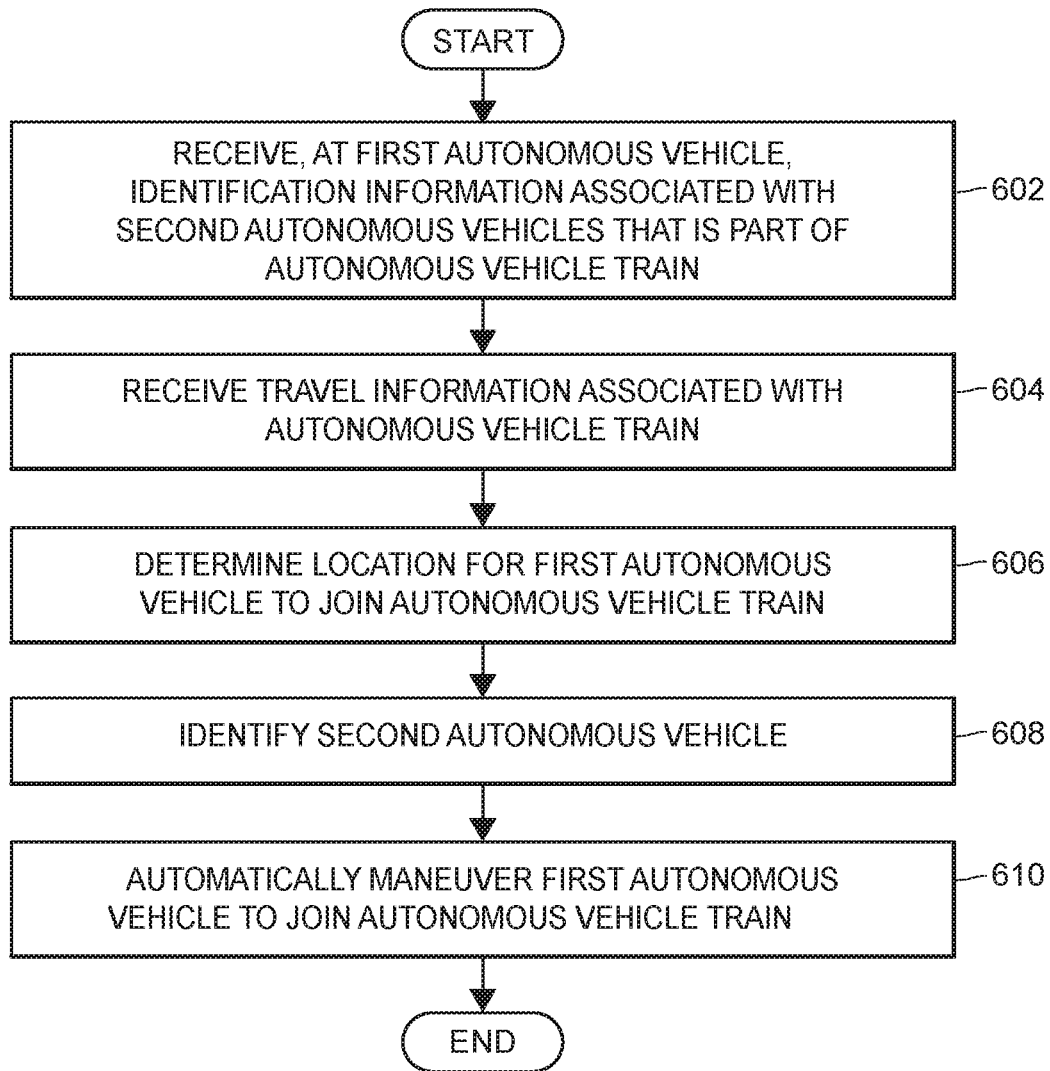 START
RECEIVE, AT FIRST AUTONOMOUS VEHICLE,
IDENTIFICATION INFORMATION ASSOCIATED WITH
SECOND AUTONOMOUS VEHICLES THAT IS PART OF
AUTONOMOUS VEHICLE TRAIN
602
RECEIVE TRAVEL INFORMATION ASSOCIATED WITH
AUTONOMOUS VEHICLE TRAIN
604
DETERMINE LOCATION FOR FIRST AUTONOMOUS
VEHICLE TO JOIN AUTONOMOUS VEHICLE TRAIN
606
IDENTIFY SECOND AUTONOMOUS VEHICLE
608
AUTOMATICALLY MANEUVER FIRST AUTONOMOUS
VEHICLE TO JOIN AUTONOMOUS VEHICLE TRAIN
610
END